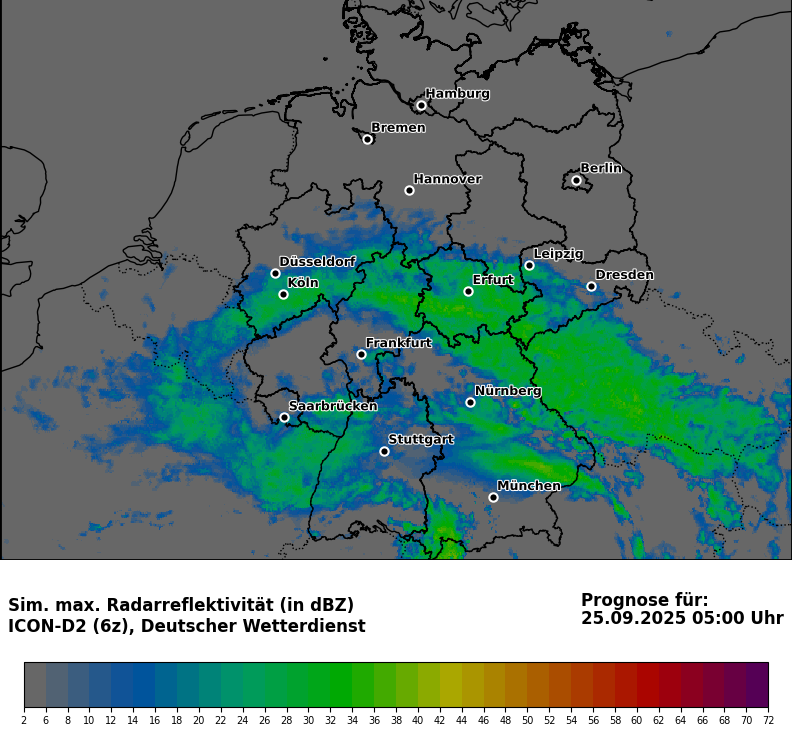 Hamburg
Bremen
Berlin
Hannover
Leipzig
Düsseldorf
Dresden
Köln
Erfurt
Frankfurt
Nürnberg
Saarbrücken
Stuttgart
München
Sim. max. Radarreflektivität (in dBZ)
ICON-D2 (6z), Deutscher Wetterdienst
Prognose für:
25.09.2025 05:00 Uhr
2 6 8 10 12 14 16 18 20 22 24 26 28 30 32 34 36 38 40 42 44 46 48 50 52 54 56 58 60 62 64 66 68 70 72